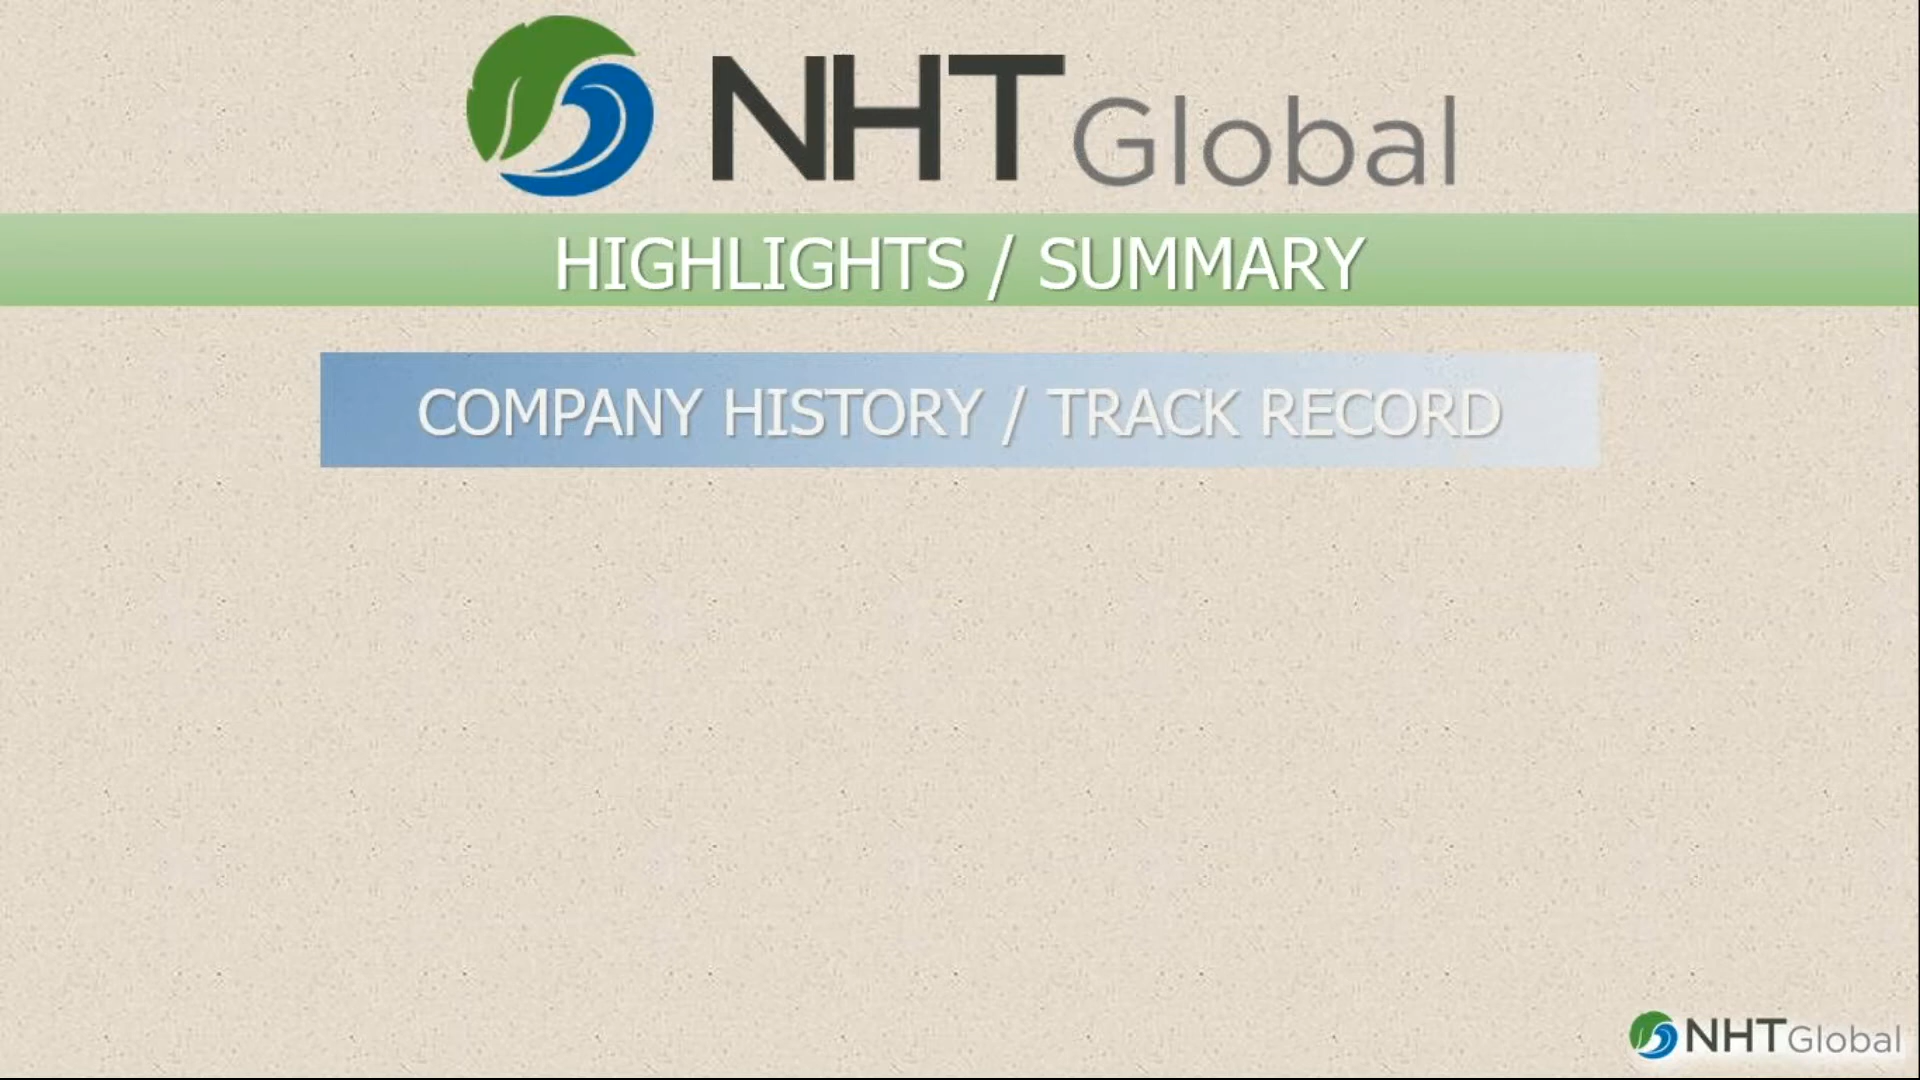 NHT Global
HIGHLIGHTS / SUMMARY
COMPANY HISTORY / TRACK RECORD
NHT Global